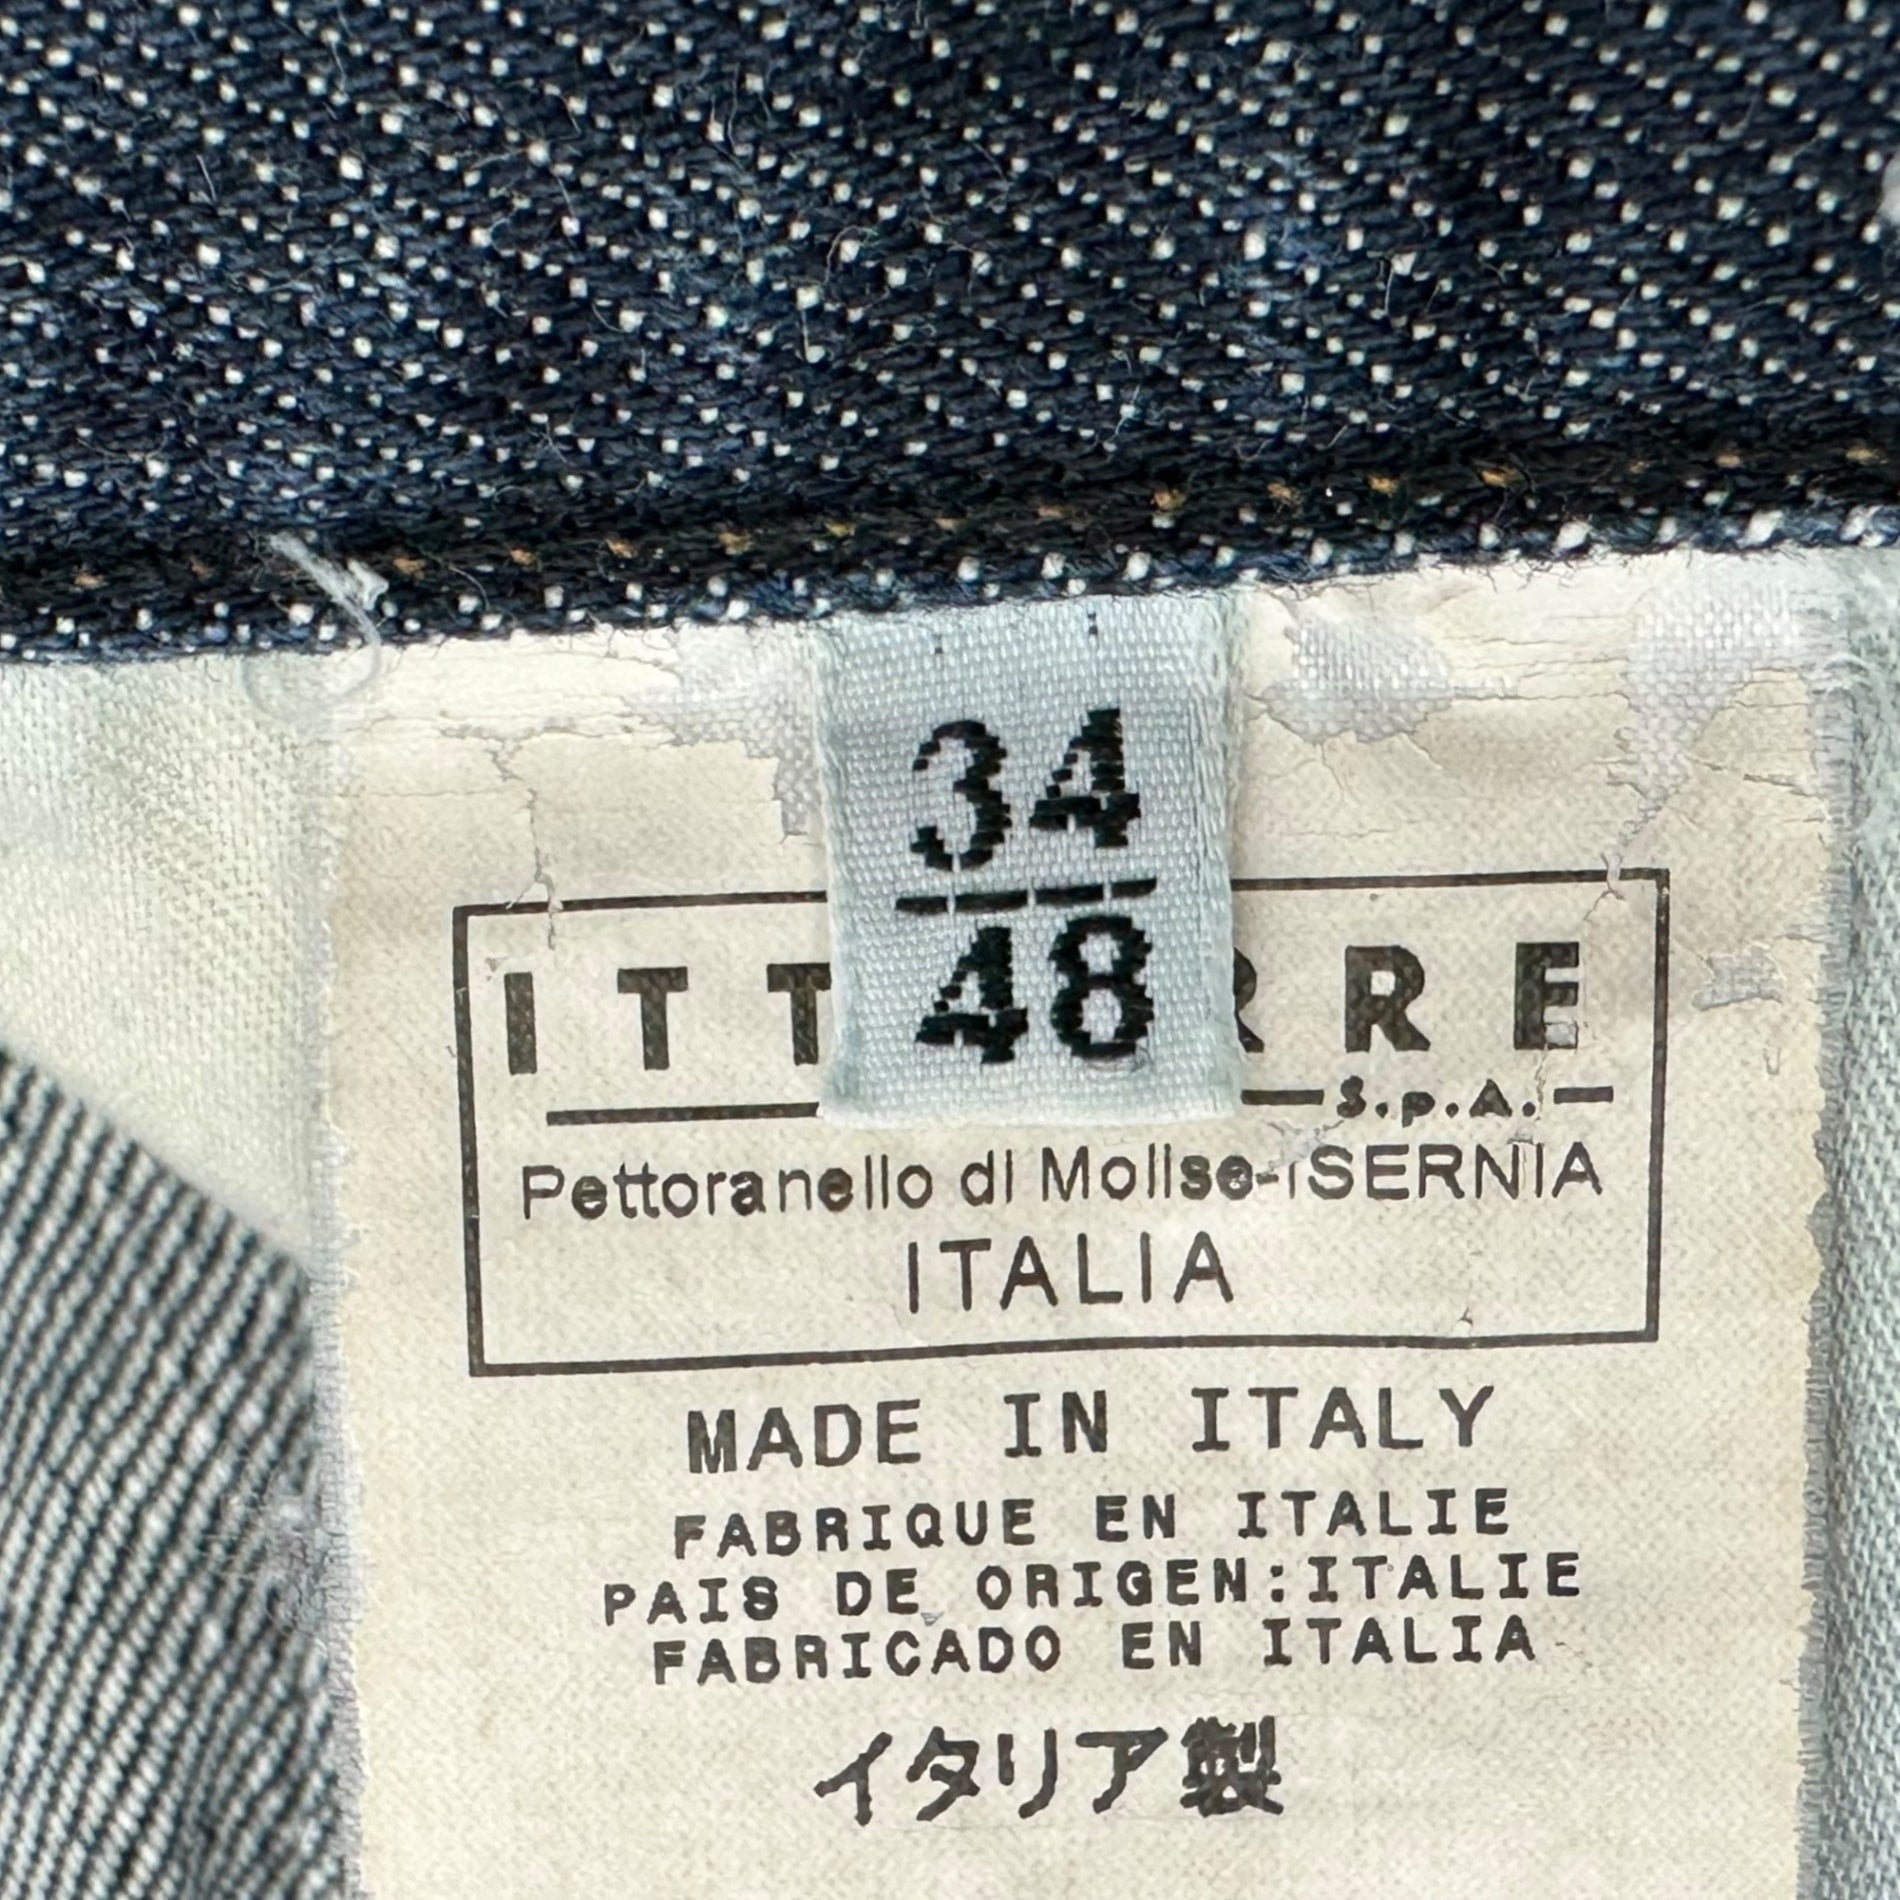 34
48
ITT RRE
S.p.A.
Pettoranello di Molise-ISERNIA
ITALIA
MADE IN ITALY
FABRIQUE EN ITALIE
PAIS DE ORIGEN:ITALIE
FABRICADO EN ITALIA
イタリア製